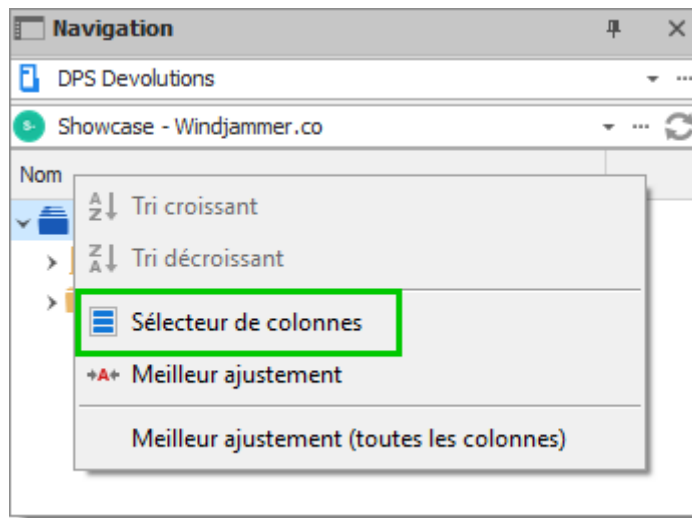 Navigation
DPS Devolutions
Showcase - Windjammer.co
Nom
Tri croissant
Tri décroissant
Sélecteur de colonnes
Meilleur ajustement
Meilleur ajustement (toutes les colonnes)